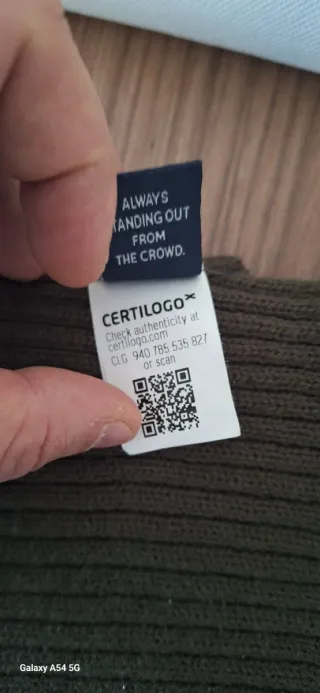 ALWAYS
TANDING OUT
FROM
THE CROWD.
CERTILOGO
Check authenticity at
certilogo.com
CLG 940 785 535 827
or scan
Galaxy A54 5G